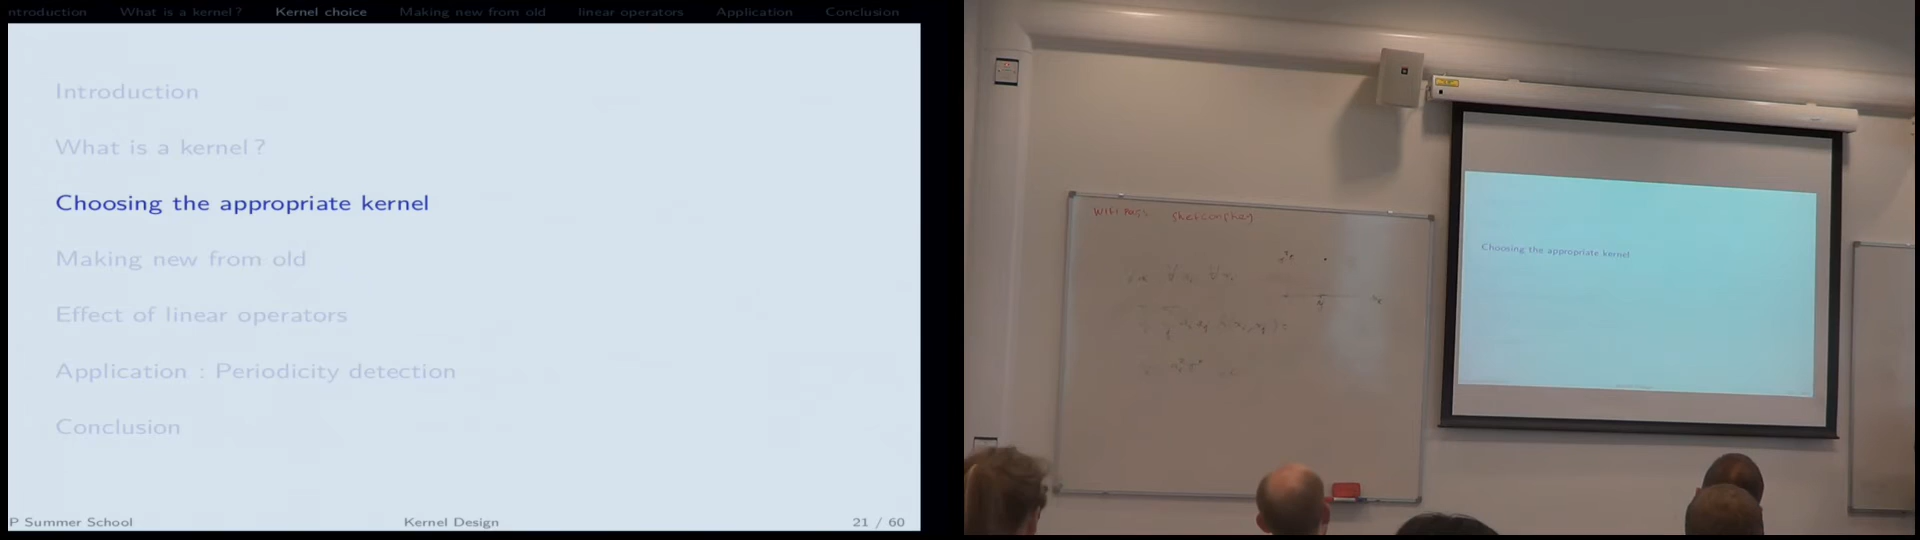 ntroduction What is a kernel ? Kernel choice Making new from old linear operators Application Conclusion
Introduction
What is a kernel ?
Choosing the appropriate kernel
Making new from old
Effect of linear operators
Application : Periodicity detection
Conclusion
P Summer School Kernel Design 21 / 60
Choosing the appropriate kernel